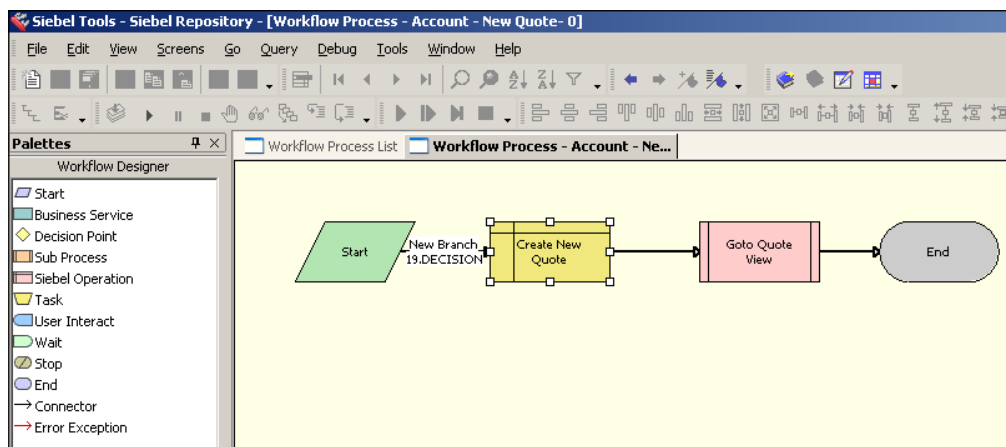 Siebel Tools - Siebel Repository - [Workflow Process - Account - New Quote- 0]
File Edit View Screens Go Query Debug Tools Window Help
Palettes
Workflow Process List
Workflow Process - Account - Ne...
Workflow Designer
Start
Business Service
Decision Point
Sub Process
Siebel Operation
Task
User Interact
Wait
Stop
End
Connector
Error Exception
Start
New Branch
19.DECISION
Create New
Quote
Goto Quote
View
End